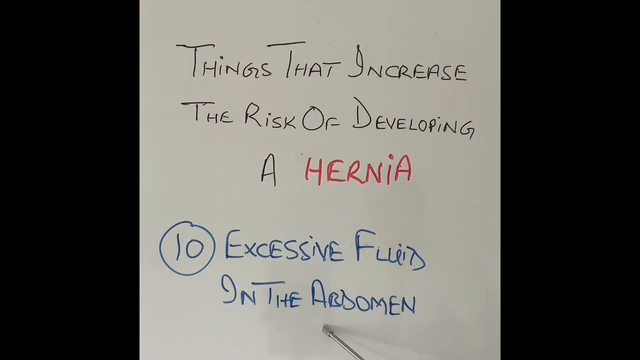 THINGS THAT INCREASE
THE RISK OF DEVELOPING
A HERNIA
10 EXCESSIVE FLUID
IN THE ABDOMEN